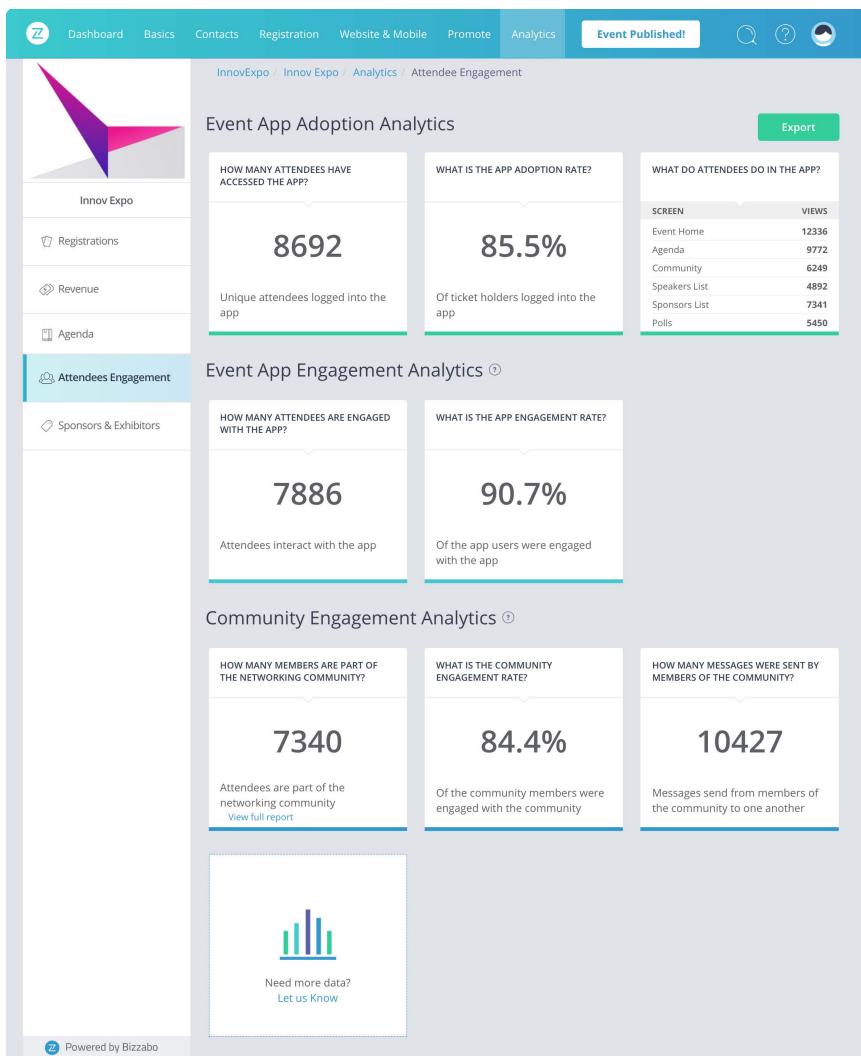 Dashboard Basics Contacts Registration Website & Mobile Promote Analytics Event Published! ?
InnovExpo / Innov Expo / Analytics / Attendee Engagement
Innov Expo
Registrations
Revenue
Agenda
Attendees Engagement
Sponsors & Exhibitors
Event App Adoption Analytics
Export
HOW MANY ATTENDEES HAVE
ACCESSED THE APP?
8692
Unique attendees logged into the
app
WHAT IS THE APP ADOPTION RATE?
85.5%
Of ticket holders logged into the
app
WHAT DO ATTENDEES DO IN THE APP?
SCREEN VIEWS
Event Home 12336
Agenda 9772
Community 6249
Speakers List 4892
Sponsors List 7341
Polls 5450
Event App Engagement Analytics ?
HOW MANY ATTENDEES ARE ENGAGED
WITH THE APP?
7886
Attendees interact with the app
WHAT IS THE APP ENGAGEMENT RATE?
90.7%
Of the app users were engaged
with the app
Community Engagement Analytics ?
HOW MANY MEMBERS ARE PART OF
THE NETWORKING COMMUNITY?
7340
Attendees are part of the
networking community
View full report
WHAT IS THE COMMUNITY
ENGAGEMENT RATE?
84.4%
Of the community members were
engaged with the community
HOW MANY MESSAGES WERE SENT BY
MEMBERS OF THE COMMUNITY?
10427
Messages send from members of
the community to one another
Need more data?
Let us Know
Powered by Bizzabo